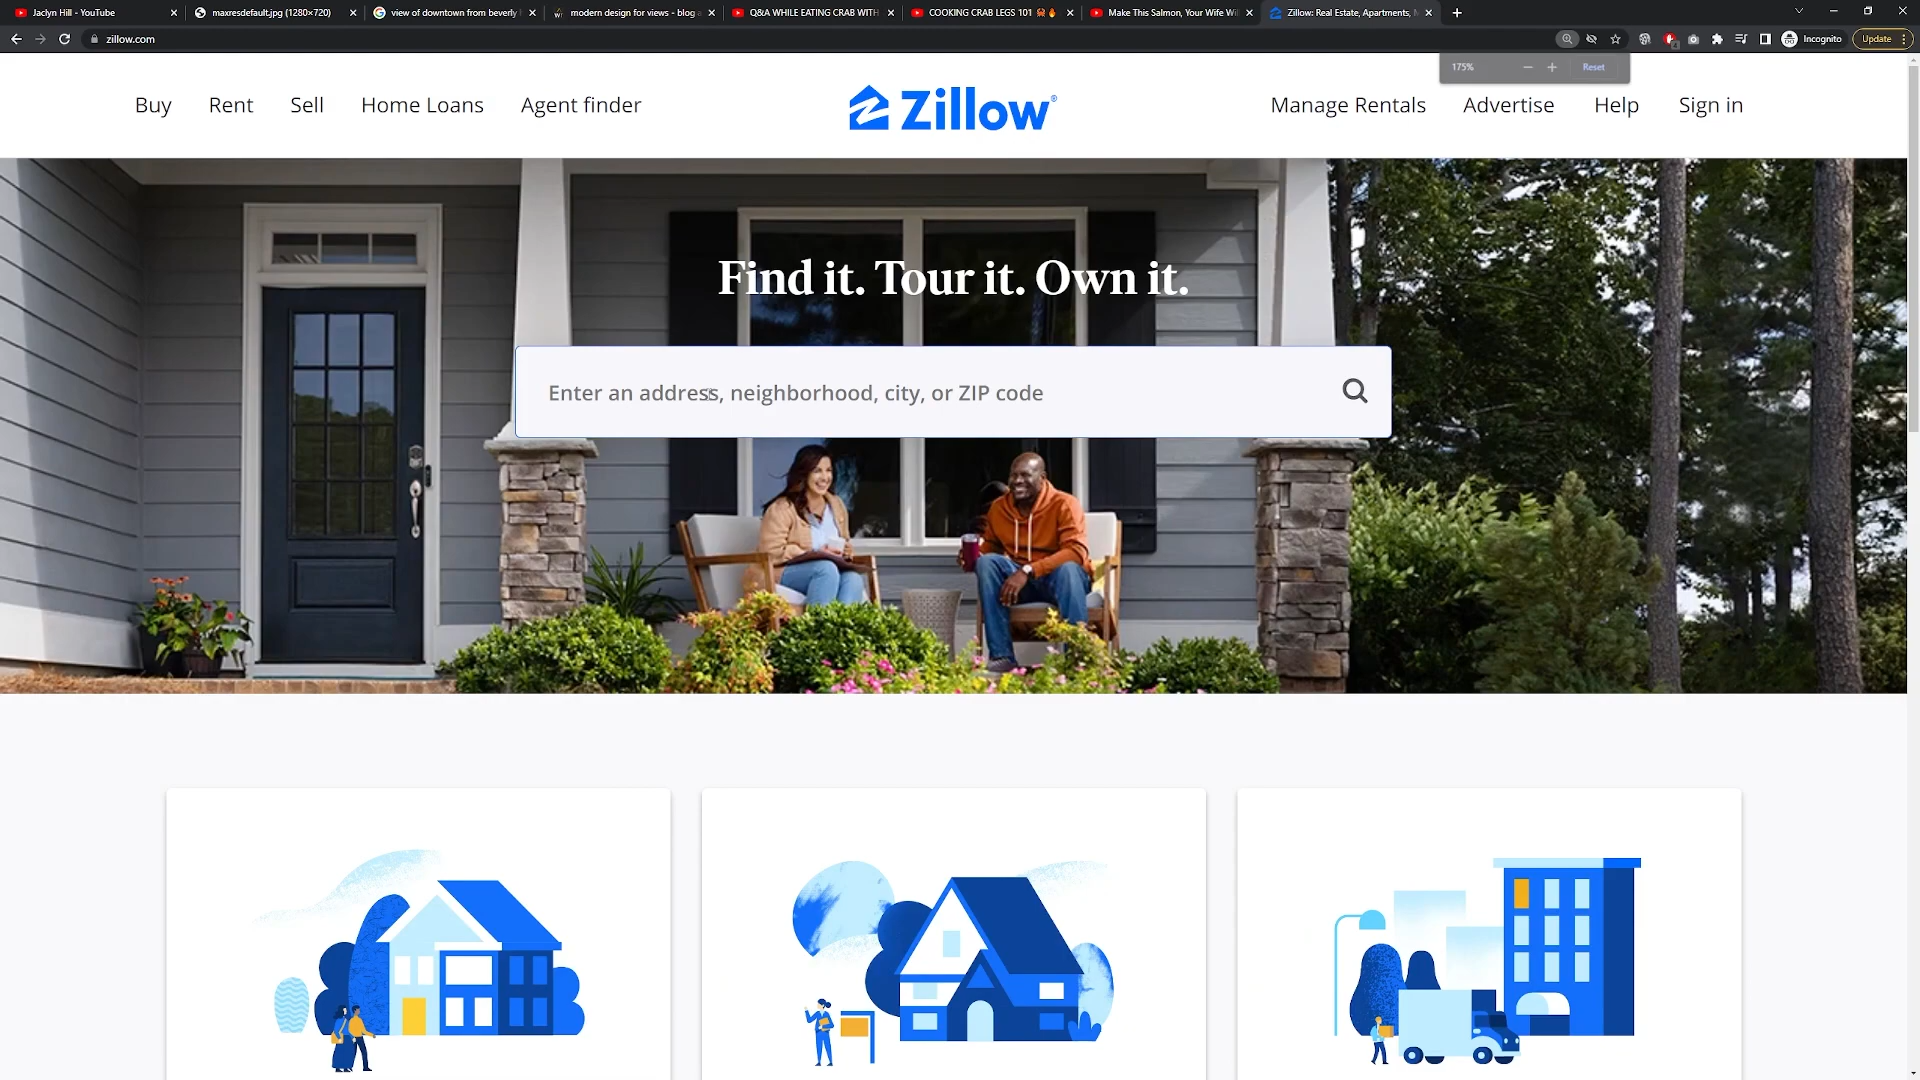 Jaclyn Hill - YouTube
maxresdefault.jpg (1280×720)
view of downtown from beverly
modern design for views - blog a
Q&A WHILE EATING CRAB WITH
COOKING CRAB LEGS 101 🦀🔥
Make This Salmon, Your Wife Wi
Zillow: Real Estate, Apartments,
zillow.com
Incognito
Update
175%
Reset
Buy
Rent
Sell
Home Loans
Agent finder
Zillow®
Manage Rentals
Advertise
Help
Sign in
Find it. Tour it. Own it.
Enter an address, neighborhood, city, or ZIP code